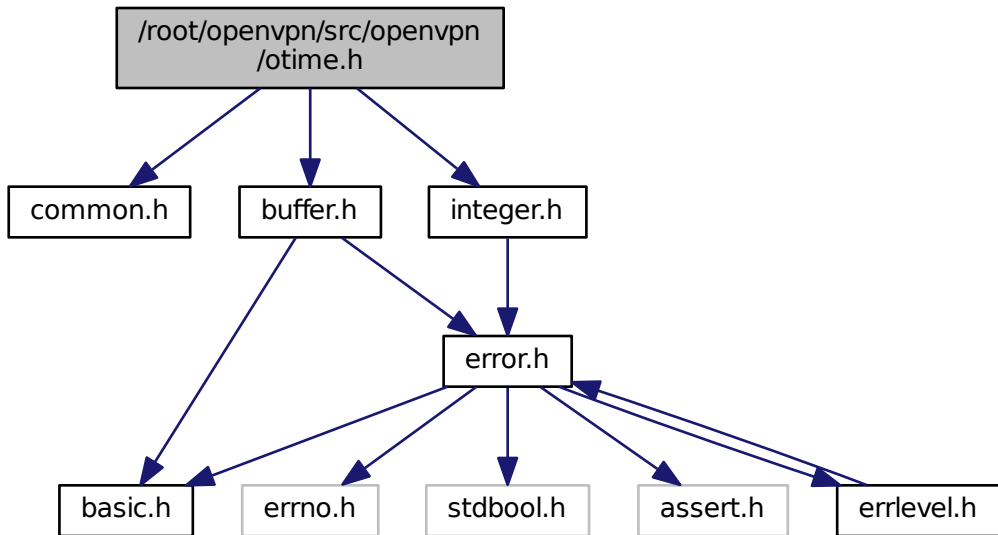 /root/openvpn/src/openvpn
/otime.h
common.h
buffer.h
integer.h
error.h
basic.h
errno.h
stdbool.h
assert.h
errlevel.h